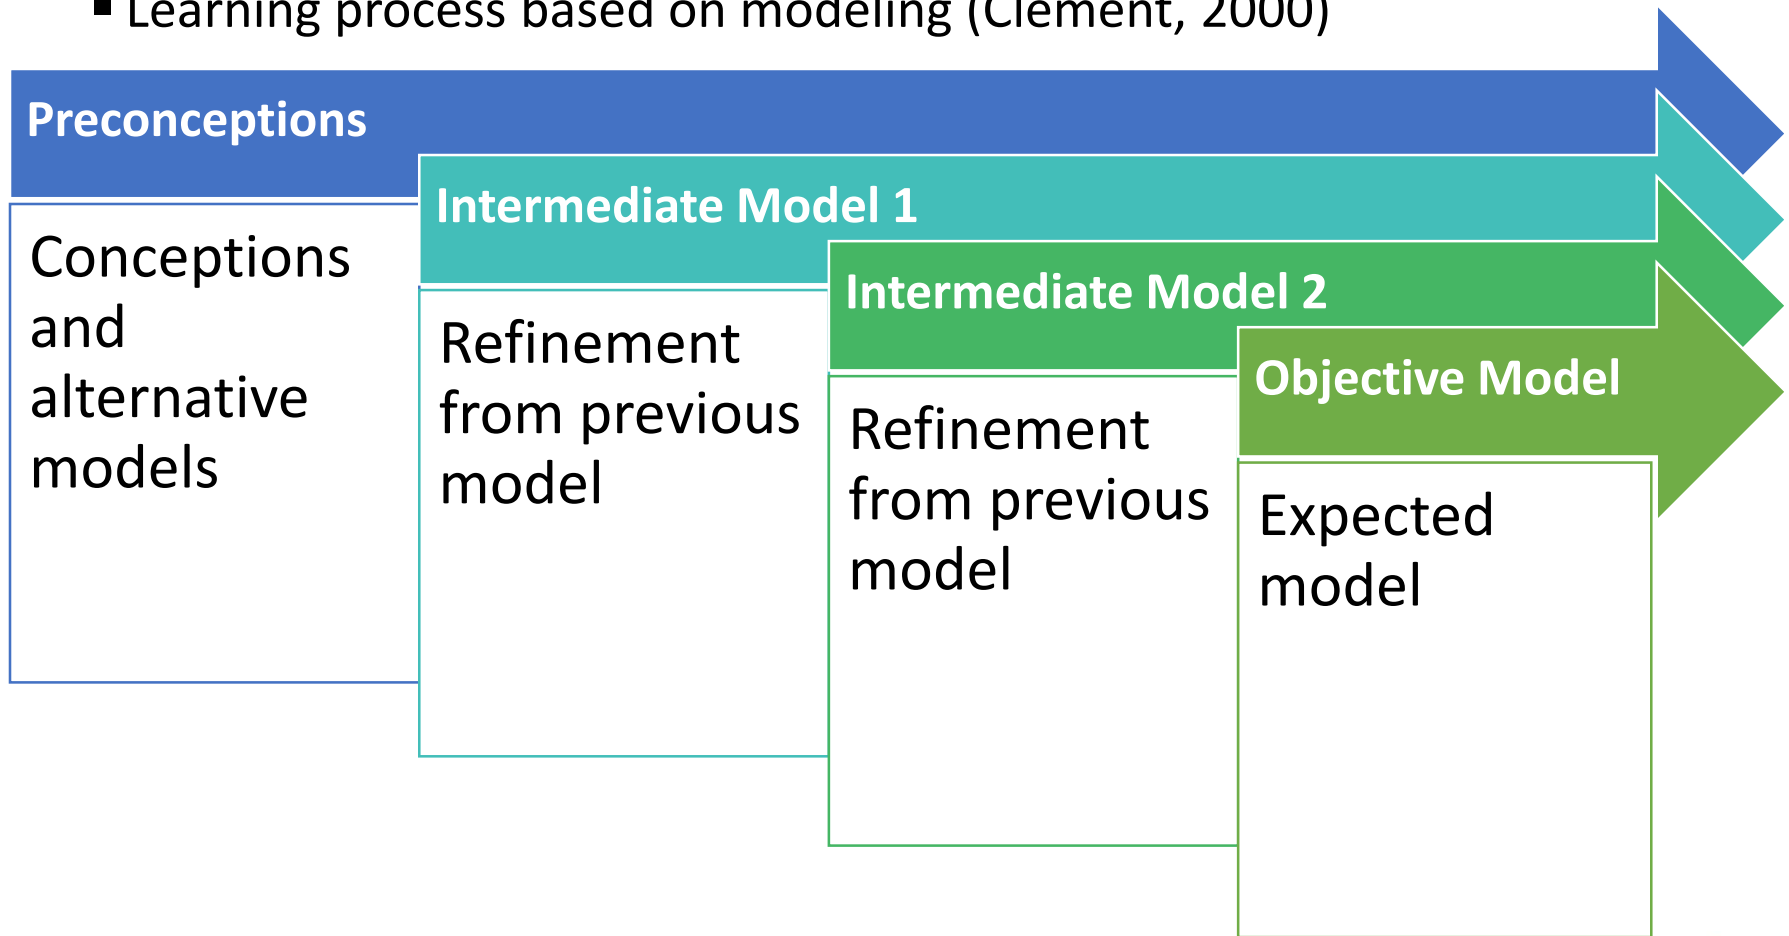 ▪ Learning process based on modeling (Clement, 2000)
Preconceptions
Conceptions
and
alternative
models
Intermediate Model 1
Refinement
from previous
model
Intermediate Model 2
Refinement
from previous
model
Objective Model
Expected
model